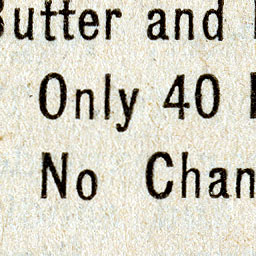 Butter and
Only 40
No Chan